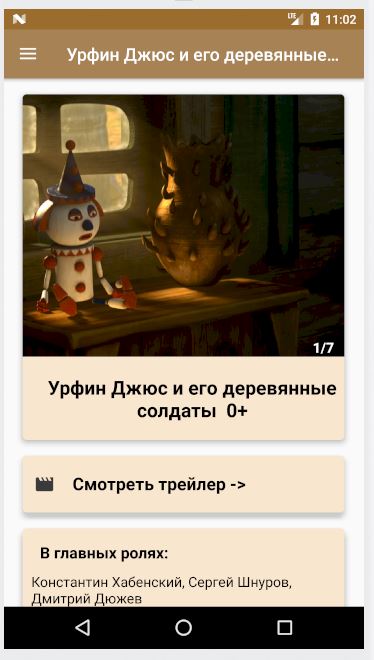 LTE 11:02
Урфин Джюс и его деревянные...
1/7
Урфин Джюс и его деревянные
солдаты 0+
Смотреть трейлер ->
В главных ролях:
Константин Хабенский, Сергей Шнуров,
Дмитрий Дюжев